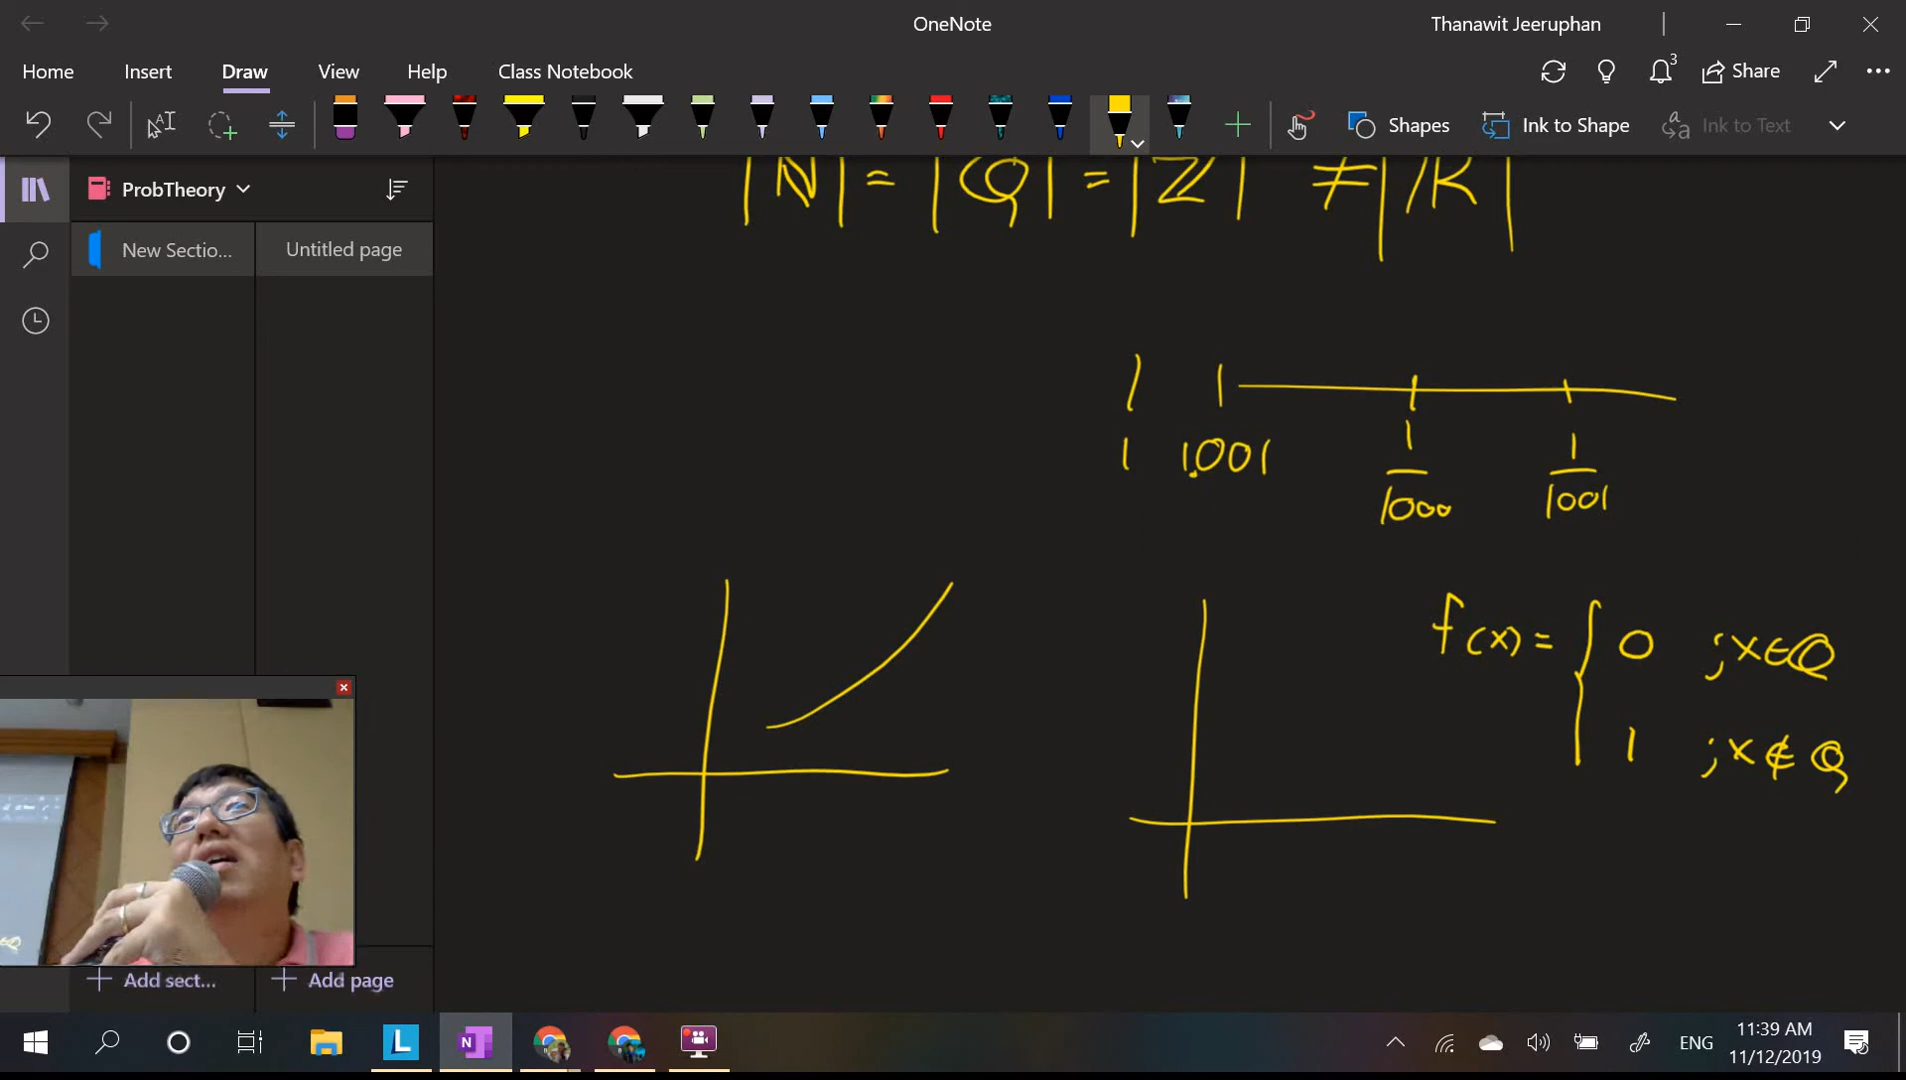 OneNote
Thanawit Jeeruphan
Home Insert Draw View Help Class Notebook
3
Share
Shapes
Ink to Shape
Ink to Text
ProbTheory
New Sectio...
Untitled page
|N| = |Q| = |Z| ≠ |R|
1 1.001 1/1000 1/1001
f(x) = { 0 ; x ∈ Q
1 ; x ∉ Q
Add sect...
Add page
ENG
11:39 AM
11/12/2019